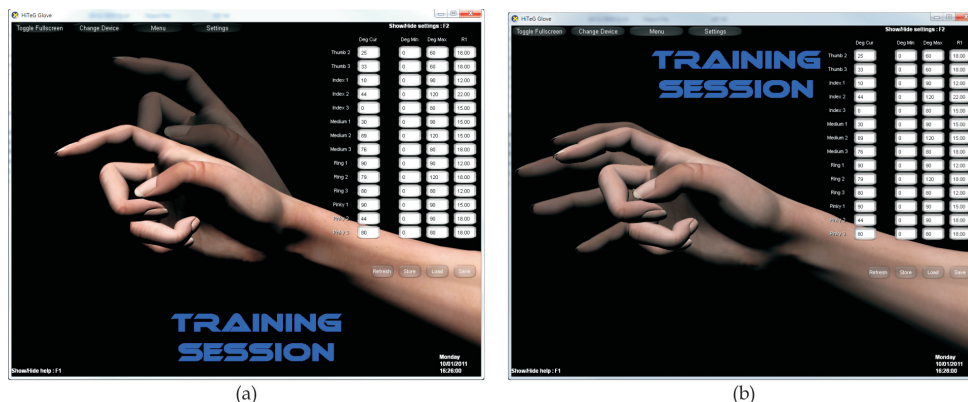 HiTeG Glove
Toggle Fullscreen Change Device Menu Settings Show/Hide settings : F2
Deg Cur Deg Min Deg Max R1
Thumb 2 25 0 60 18.00
Thumb 3 33 0 60 18.00
Index 1 10 0 90 12.00
Index 2 44 0 120 22.00
Index 3 0 0 80 15.00
Medium 1 30 0 90 15.00
Medium 2 89 0 120 15.00
Medium 3 76 0 80 18.00
Ring 1 90 0 90 12.00
Ring 2 79 0 120 18.00
Ring 3 80 0 80 12.00
Pinky 1 90 0 90 15.00
Pinky 2 44 0 90 18.00
Pinky 3 80 0 80 18.00
Refresh Store Load Save
TRAINING
SESSION
Monday
10/01/2011
16:26:00
Show/Hide help : F1
(a)
HiTeG Glove
Toggle Fullscreen Change Device Menu Settings Show/Hide settings : F2
TRAINING
SESSION
Deg Cur Deg Min Deg Max R1
Thumb 2 25 0 60 18.00
Thumb 3 33 0 60 18.00
Index 1 10 0 90 12.00
Index 2 44 0 120 22.00
Index 3 0 0 80 15.00
Medium 1 30 0 90 15.00
Medium 2 89 0 120 15.00
Medium 3 76 0 80 18.00
Ring 1 90 0 90 12.00
Ring 2 79 0 120 18.00
Ring 3 80 0 80 12.00
Pinky 1 90 0 90 15.00
Pinky 2 44 0 90 18.00
Pinky 3 80 0 80 18.00
Refresh Store Load Save
Monday
10/01/2011
16:26:00
Show/Hide help : F1
(b)